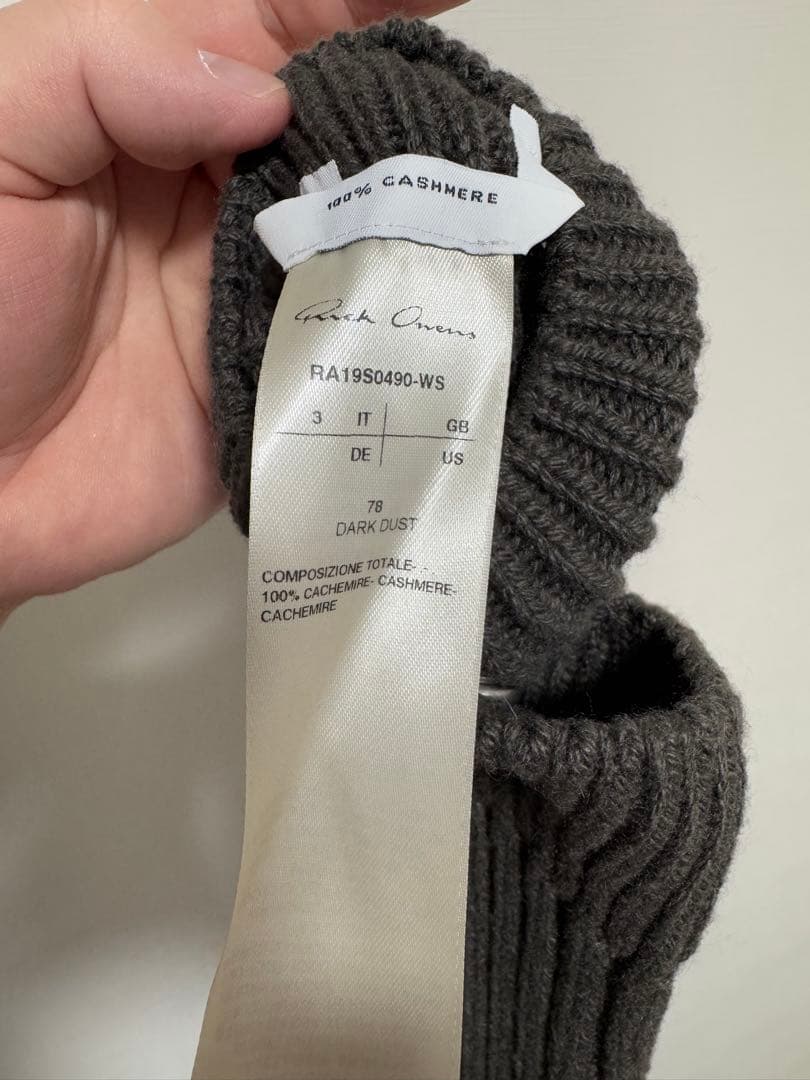 100% CASHMERE
Rick Owens
RA19S0490-WS
3 IT GB
DE US
78
DARK DUST
COMPOSIZIONE TOTALE- -
100% CACHEMIRE- CASHMERE-
CACHEMIRE